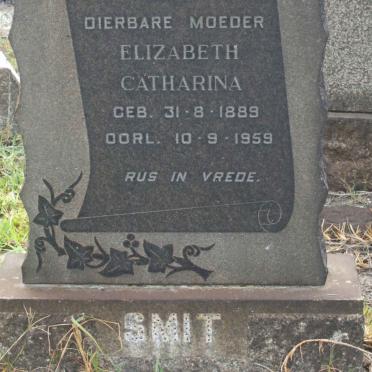 DIERBARE MOEDER
ELIZABETH
CATHARINA
GEB. 31-8-1889
OORL. 10-9-1959
RUS IN VREDE.
SMIT